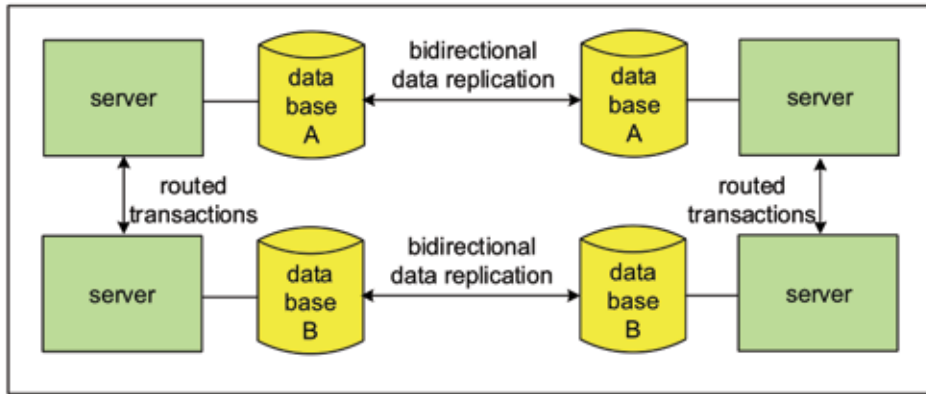 server
data
base
A
bidirectional
data replication
data
base
A
server
routed
transactions
routed
transactions
server
data
base
B
bidirectional
data replication
data
base
B
server